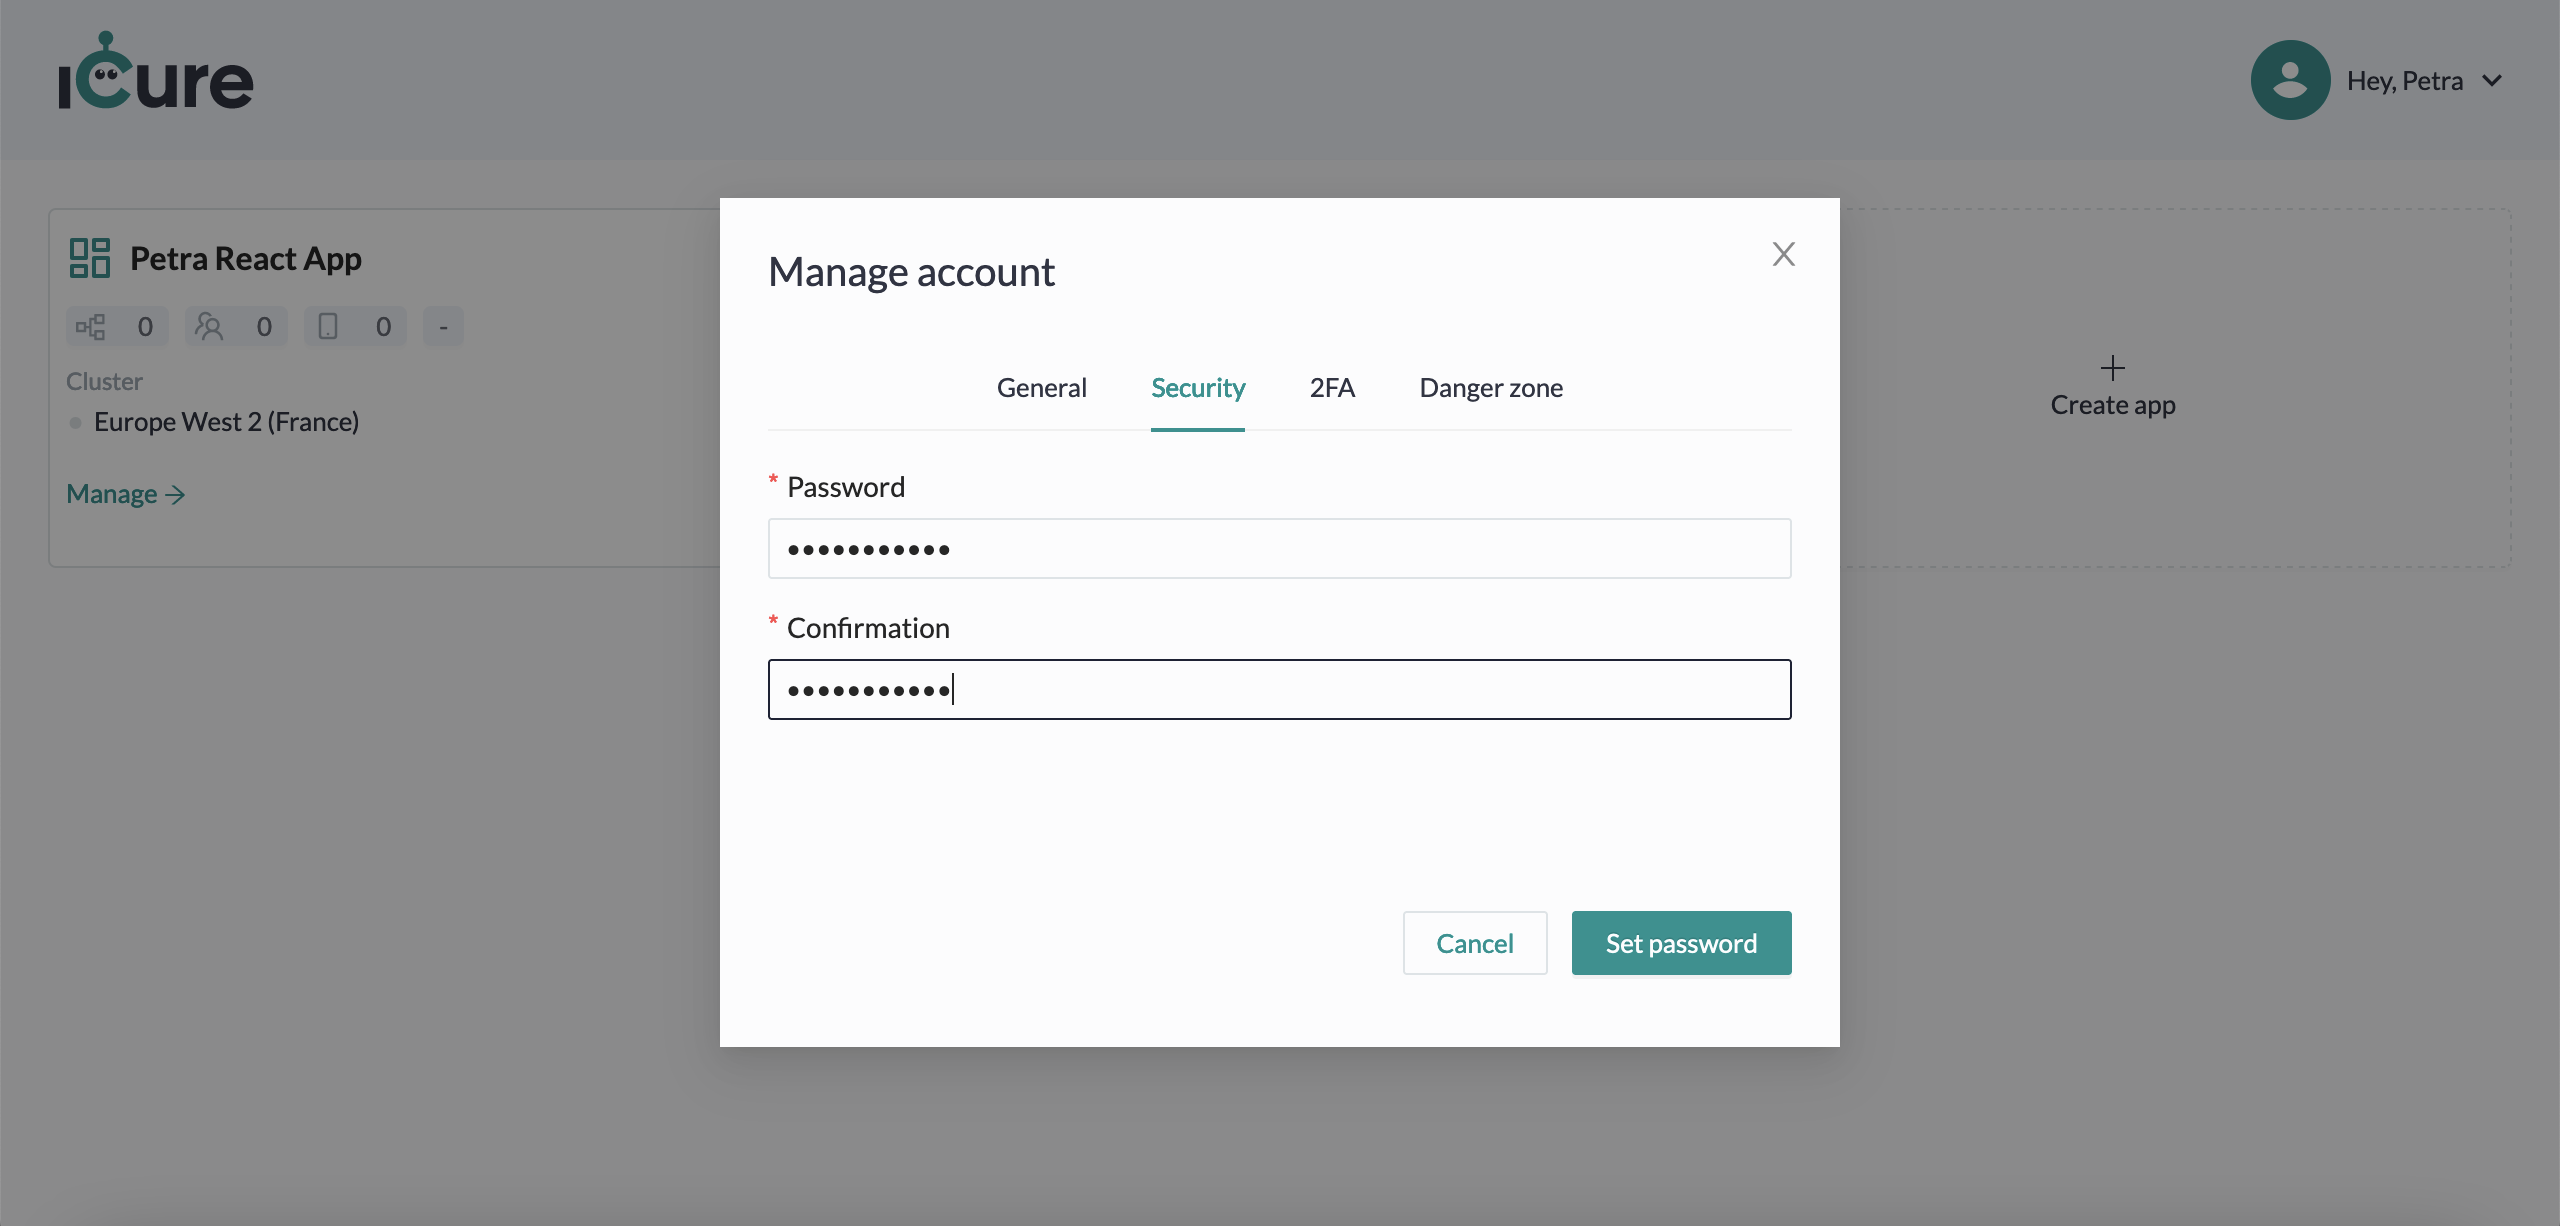 iCure
Hey, Petra
Petra React App
0 0 0 -
Cluster
Europe West 2 (France)
Manage →
Create app
Manage account
General Security 2FA Danger zone
* Password
•••••••••••
* Confirmation
•••••••••••
Cancel Set password